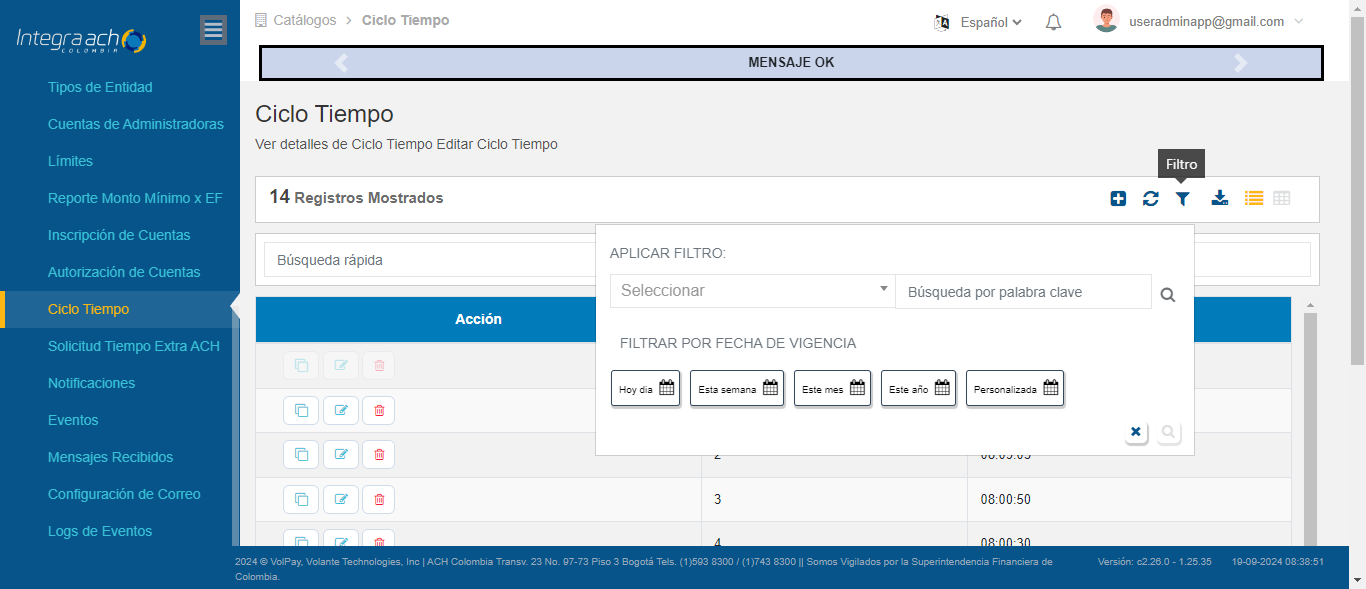 Integra ach
COLOMBIA
Tipos de Entidad
Cuentas de Administradoras
Límites
Reporte Monto Mínimo x EF
Inscripción de Cuentas
Autorización de Cuentas
Ciclo Tiempo
Solicitud Tiempo Extra ACH
Notificaciones
Eventos
Mensajes Recibidos
Configuración de Correo
Logs de Eventos
Catálogos > Ciclo Tiempo
Español
useradminapp@gmail.com
MENSAJE OK
Ciclo Tiempo
Ver detalles de Ciclo Tiempo Editar Ciclo Tiempo
Filtro
14 Registros Mostrados
Búsqueda rápida
APLICAR FILTRO:
Seleccionar
Búsqueda por palabra clave
FILTRAR POR FECHA DE VIGENCIA
Hoy dia
Esta semana
Este mes
Este año
Personalizada
Acción
2
3 08:00:50
4 08:00:30
2024 © VolPay, Volante Technologies, Inc | ACH Colombia Transv. 23 No. 97-73 Piso 3 Bogotá Tels. (1)593 8300 / (1)743 8300 || Somos Vigilados por la Superintendencia Financiera de
Colombia.
Versión: c2.26.0 - 1.25.35
19-09-2024 08:38:51